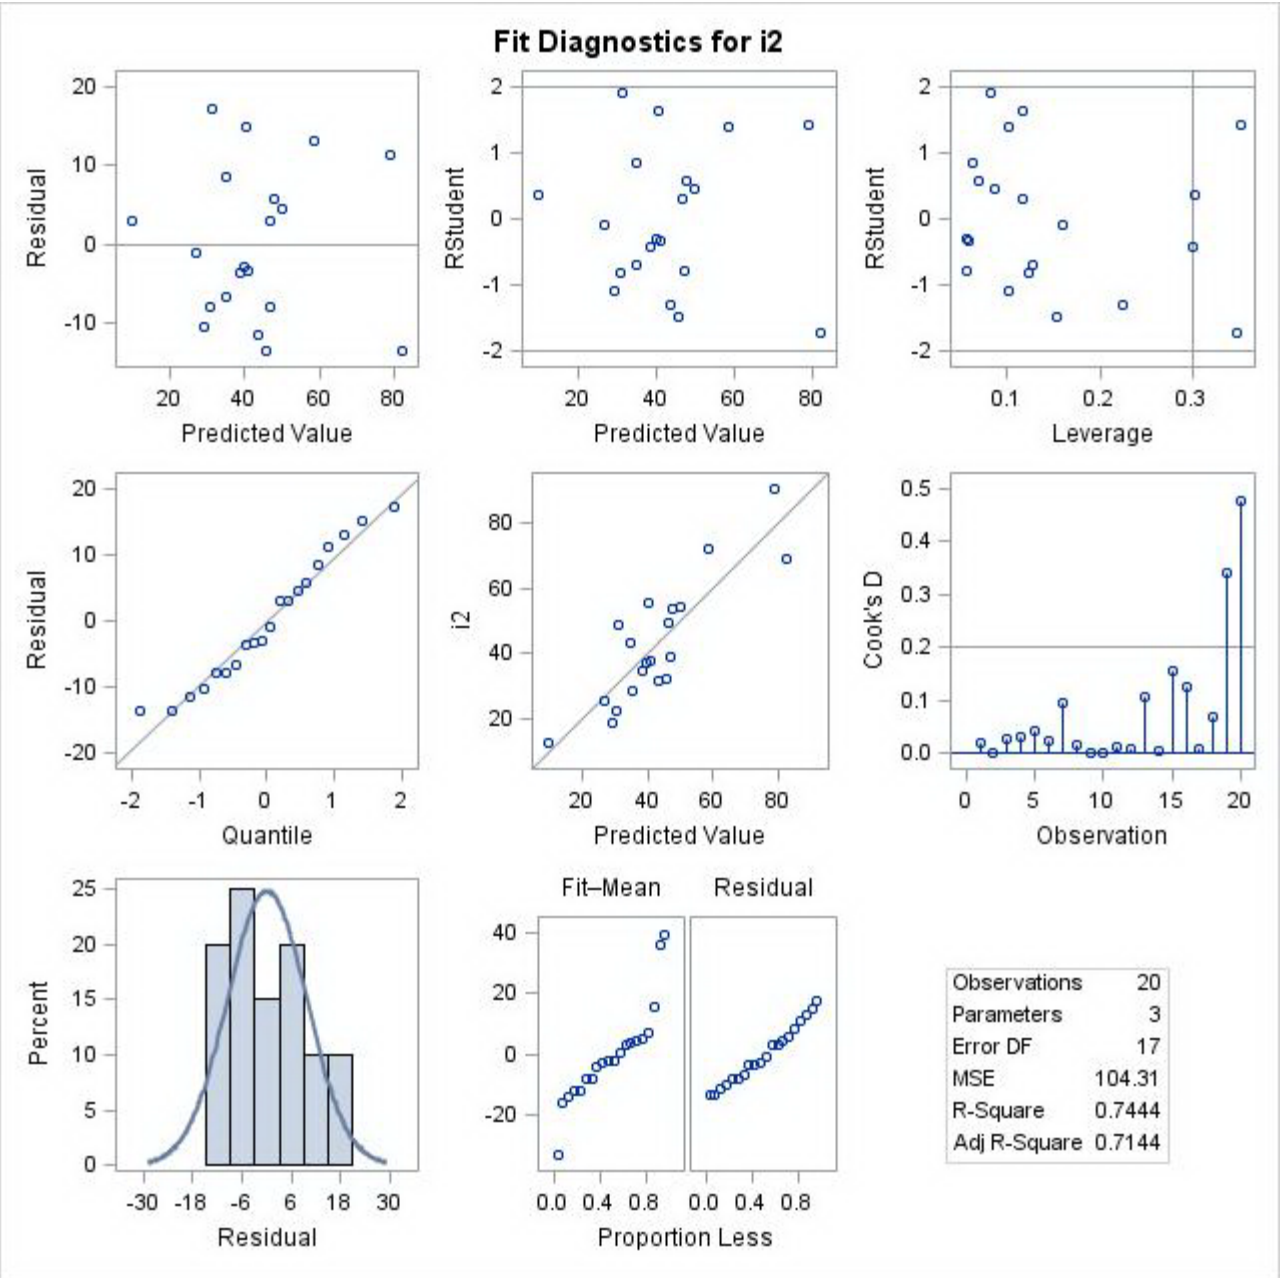 Fit Diagnostics for i2
Residual
20
10
0
-10
20 40 60 80
Predicted Value
RStudent
2
1
0
-1
-2
20 40 60 80
Predicted Value
RStudent
2
1
0
-1
-2
0.1 0.2 0.3
Leverage
Residual
20
10
0
-10
-20
-2 -1 0 1 2
Quantile
i2
80
60
40
20
20 40 60 80
Predicted Value
Cook's D
0.5
0.4
0.3
0.2
0.1
0.0
0 5 10 15 20
Observation
Percent
25
20
15
10
5
0
-30 -18 -6 6 18 30
Residual
Fit–Mean Residual
40
20
0
-20
0.0 0.4 0.8 0.0 0.4 0.8
Proportion Less
Observations 20
Parameters 3
Error DF 17
MSE 104.31
R-Square 0.7444
Adj R-Square 0.7144